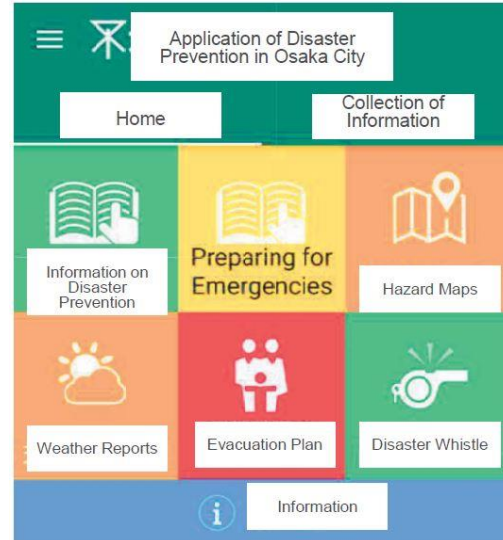 Application of Disaster
Prevention in Osaka City
Home
Collection of
Information
Information on
Disaster
Prevention
Preparing for
Emergencies
Hazard Maps
Weather Reports
Evacuation Plan
Disaster Whistle
Information